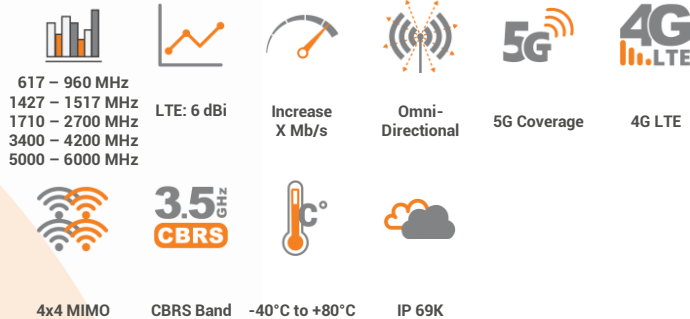 617 – 960 MHz
1427 – 1517 MHz
1710 – 2700 MHz
3400 – 4200 MHz
5000 – 6000 MHz
LTE: 6 dBi
Increase
X Mb/s
Omni-
Directional
5G
5G Coverage
4G
LTE
4G LTE
4x4 MIMO
3.5 GHz
CBRS
CBRS Band
C°
-40°C to +80°C
IP 69K